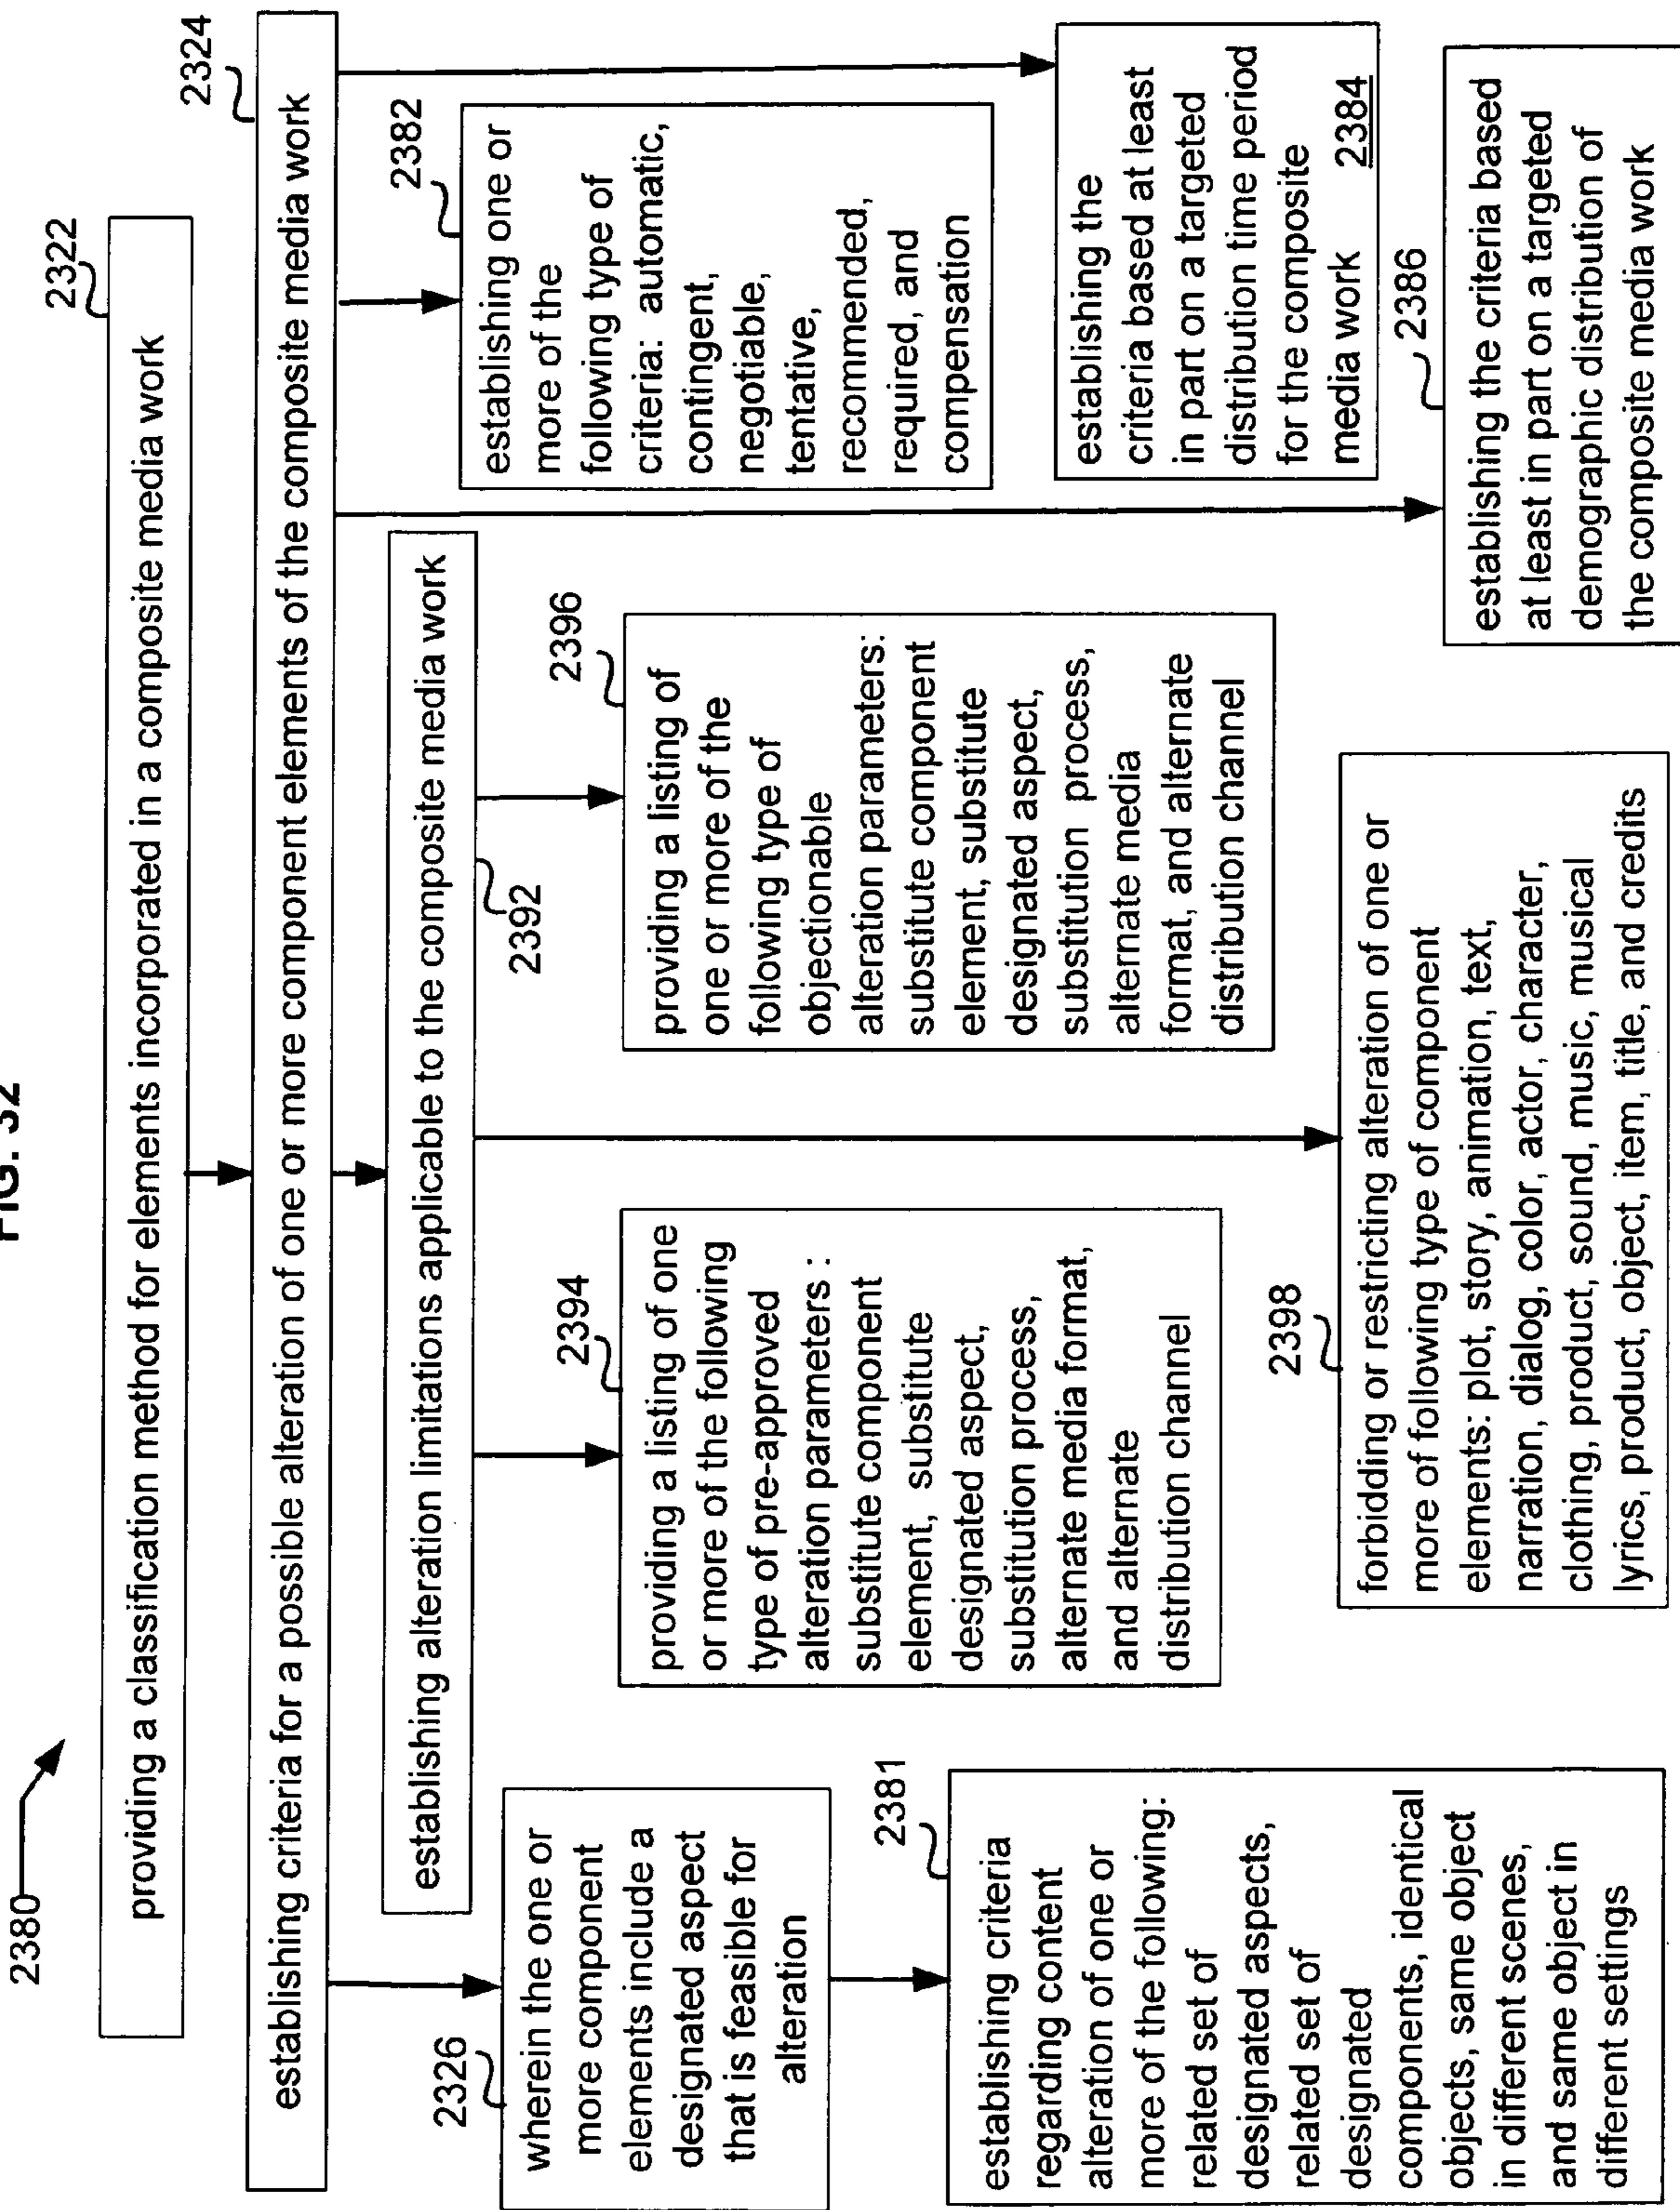 FIG. 32
2380
2322
providing a classification method for elements incorporated in a composite media work
2324
establishing criteria for a possible alteration of one or more component elements of the composite media work
establishing alteration limitations applicable to the composite media work
2392
2326
wherein the one or
more component
elements include a
designated aspect
that is feasible for
alteration
2381
establishing criteria
regarding content
alteration of one or
more of the following:
related set of
designated aspects,
related set of
designated
components, identical
objects, same object
in different scenes,
and same object in
different settings
2394
providing a listing of one
or more of the following
type of pre-approved
alteration parameters :
substitute component
element, substitute
designated aspect,
substitution process,
alternate media format,
and alternate
distribution channel
2396
providing a listing of
one or more of the
following type of
objectionable
alteration parameters:
substitute component
element, substitute
designated aspect,
substitution process,
alternate media
format, and alternate
distribution channel
2398
forbidding or restricting alteration of one or
more of following type of component
elements: plot, story, animation, text,
narration, dialog, color, actor, character,
clothing, product, sound, music, musical
lyrics, product, object, item, title, and credits
2382
establishing one or
more of the
following type of
criteria: automatic,
contingent,
negotiable,
tentative,
recommended,
required, and
compensation
establishing the
criteria based at least
in part on a targeted
distribution time period
for the composite
media work 2384
2386
establishing the criteria based
at least in part on a targeted
demographic distribution of
the composite media work